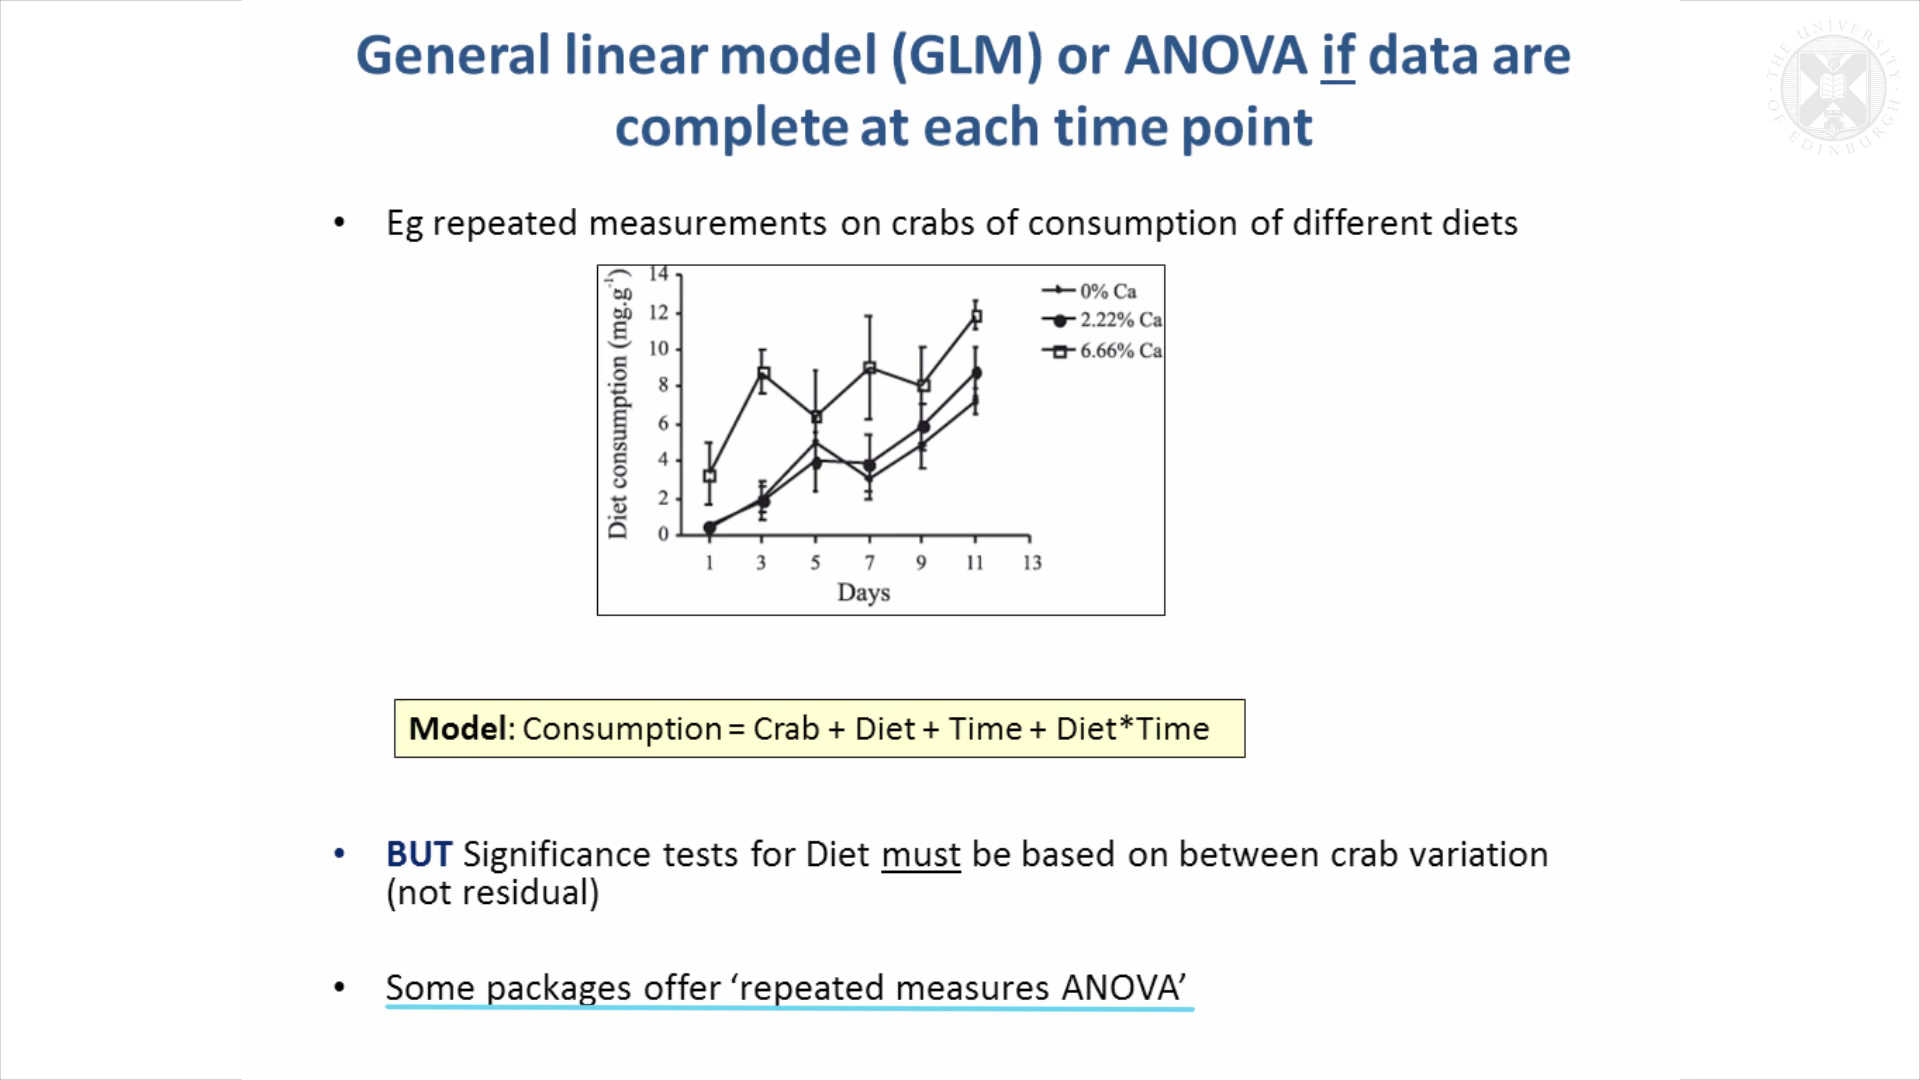 General linear model (GLM) or ANOVA if data are
complete at each time point
THE UNIVERSITY OF EDINBURGH
• Eg repeated measurements on crabs of consumption of different diets
Diet consumption (mg.g⁻¹)
14
12
10
8
6
4
2
0
1 3 5 7 9 11 13
Days
0% Ca
2.22% Ca
6.66% Ca
Model: Consumption = Crab + Diet + Time + Diet*Time
• BUT Significance tests for Diet must be based on between crab variation
(not residual)
• Some packages offer ‘repeated measures ANOVA’